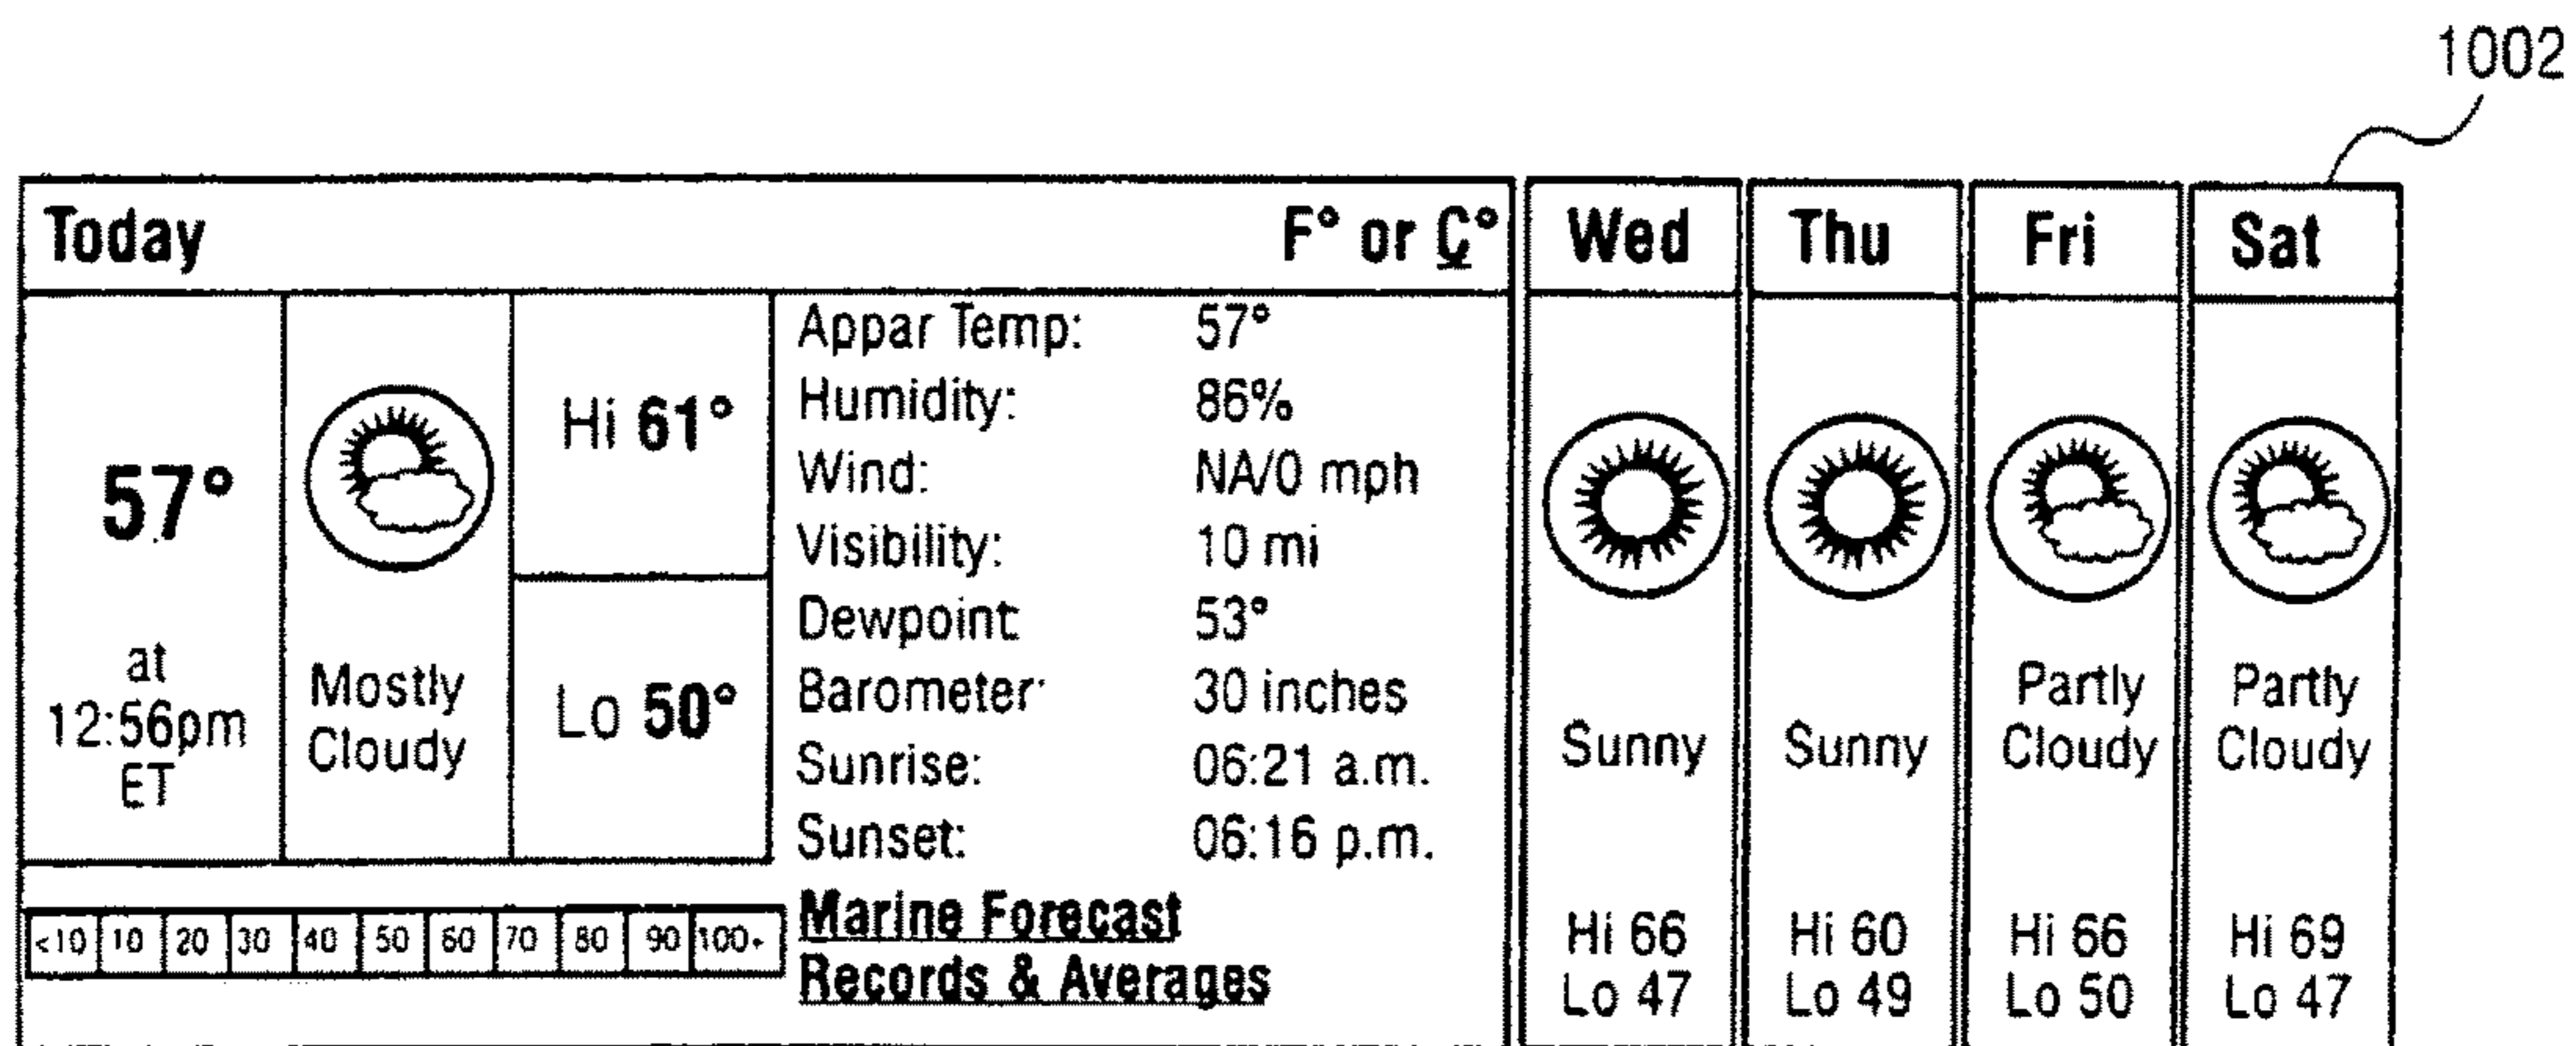 1002
Today F° or C°
57°
at
12:56pm
ET
Mostly
Cloudy
Hi 61°
Lo 50°
Appar Temp: 57°
Humidity: 86%
Wind: NA/0 mph
Visibility: 10 mi
Dewpoint: 53°
Barometer: 30 inches
Sunrise: 06:21 a.m.
Sunset: 06:16 p.m.
Marine Forecast
Records & Averages
<10 10 20 30 40 50 60 70 80 90 100+
Wed
Sunny
Hi 66
Lo 47
Thu
Sunny
Hi 60
Lo 49
Fri
Partly
Cloudy
Hi 66
Lo 50
Sat
Partly
Cloudy
Hi 69
Lo 47